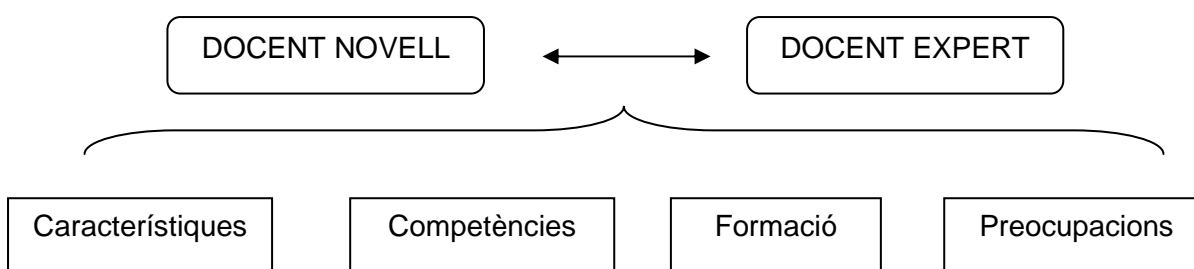 DOCENT NOVELL
DOCENT EXPERT
Característiques
Competències
Formació
Preocupacions